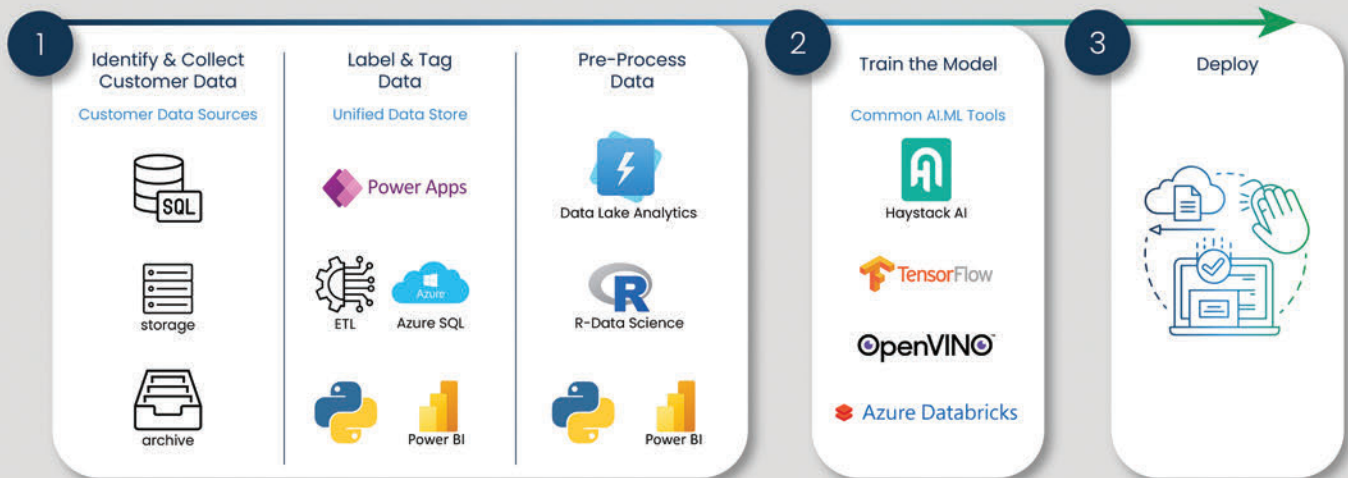 1
Identify & Collect
Customer Data
Customer Data Sources
SQL
storage
archive
Label & Tag
Data
Unified Data Store
Power Apps
Azure
ETL
Azure SQL
Power BI
Pre-Process
Data
Data Lake Analytics
R
R-Data Science
Power BI
2
Train the Model
Common AI.ML Tools
Haystack AI
TensorFlow
OpenVINO™
Azure Databricks
3
Deploy